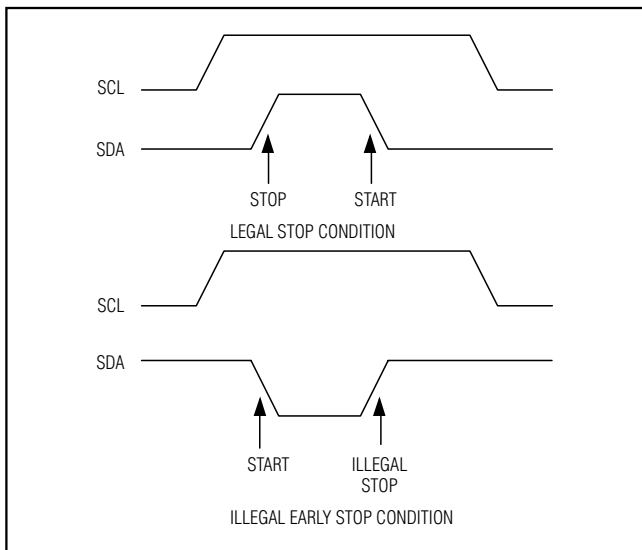 SCL
SDA
STOP START
LEGAL STOP CONDITION
SCL
SDA
START ILLEGAL
STOP
ILLEGAL EARLY STOP CONDITION